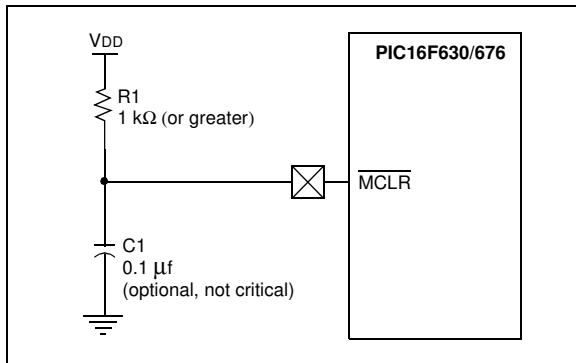 VDD
PIC16F630/676
R1
1 kΩ (or greater)
MCLR
C1
0.1 μf
(optional, not critical)